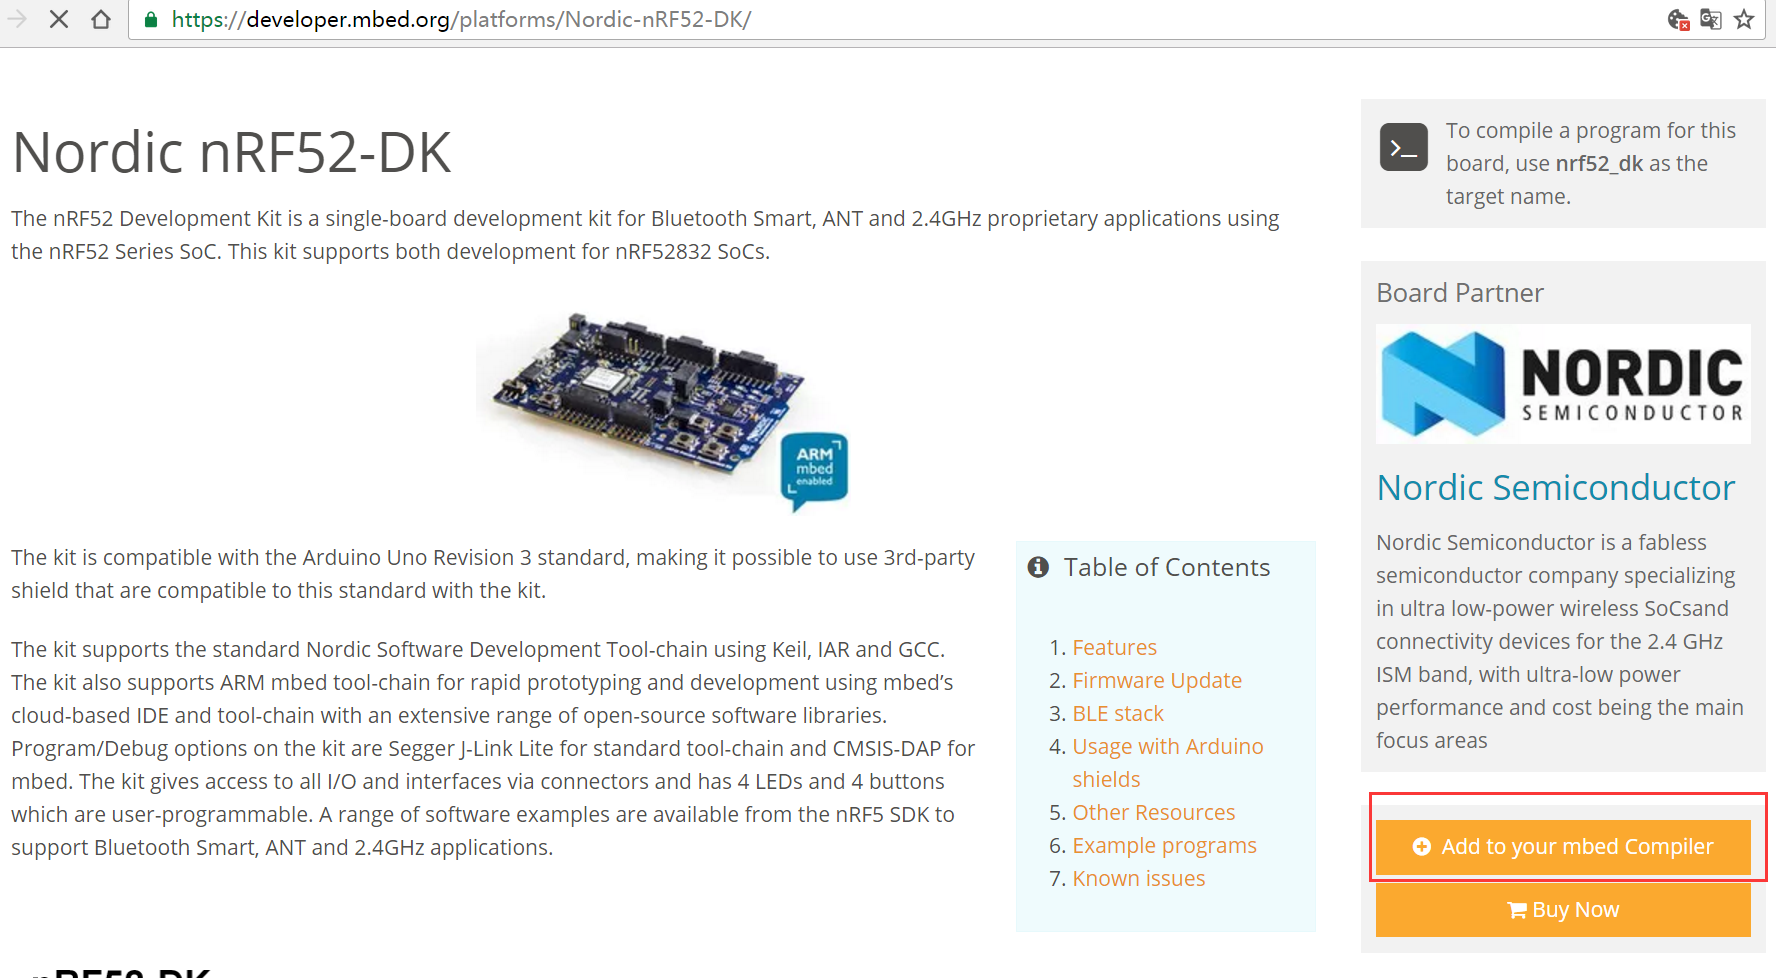 https://developer.mbed.org/platforms/Nordic-nRF52-DK/
Nordic nRF52-DK
The nRF52 Development Kit is a single-board development kit for Bluetooth Smart, ANT and 2.4GHz proprietary applications using
the nRF52 Series SoC. This kit supports both development for nRF52832 SoCs.
ARM
mbed
enabled
The kit is compatible with the Arduino Uno Revision 3 standard, making it possible to use 3rd-party
shield that are compatible to this standard with the kit.
The kit supports the standard Nordic Software Development Tool-chain using Keil, IAR and GCC.
The kit also supports ARM mbed tool-chain for rapid prototyping and development using mbed’s
cloud-based IDE and tool-chain with an extensive range of open-source software libraries.
Program/Debug options on the kit are Segger J-Link Lite for standard tool-chain and CMSIS-DAP for
mbed. The kit gives access to all I/O and interfaces via connectors and has 4 LEDs and 4 buttons
which are user-programmable. A range of software examples are available from the nRF5 SDK to
support Bluetooth Smart, ANT and 2.4GHz applications.
Table of Contents
1. Features
2. Firmware Update
3. BLE stack
4. Usage with Arduino
shields
5. Other Resources
6. Example programs
7. Known issues
To compile a program for this
board, use nrf52_dk as the
target name.
Board Partner
NORDIC
SEMICONDUCTOR
Nordic Semiconductor
Nordic Semiconductor is a fabless
semiconductor company specializing
in ultra low-power wireless SoCsand
connectivity devices for the 2.4 GHz
ISM band, with ultra-low power
performance and cost being the main
focus areas
Add to your mbed Compiler
Buy Now